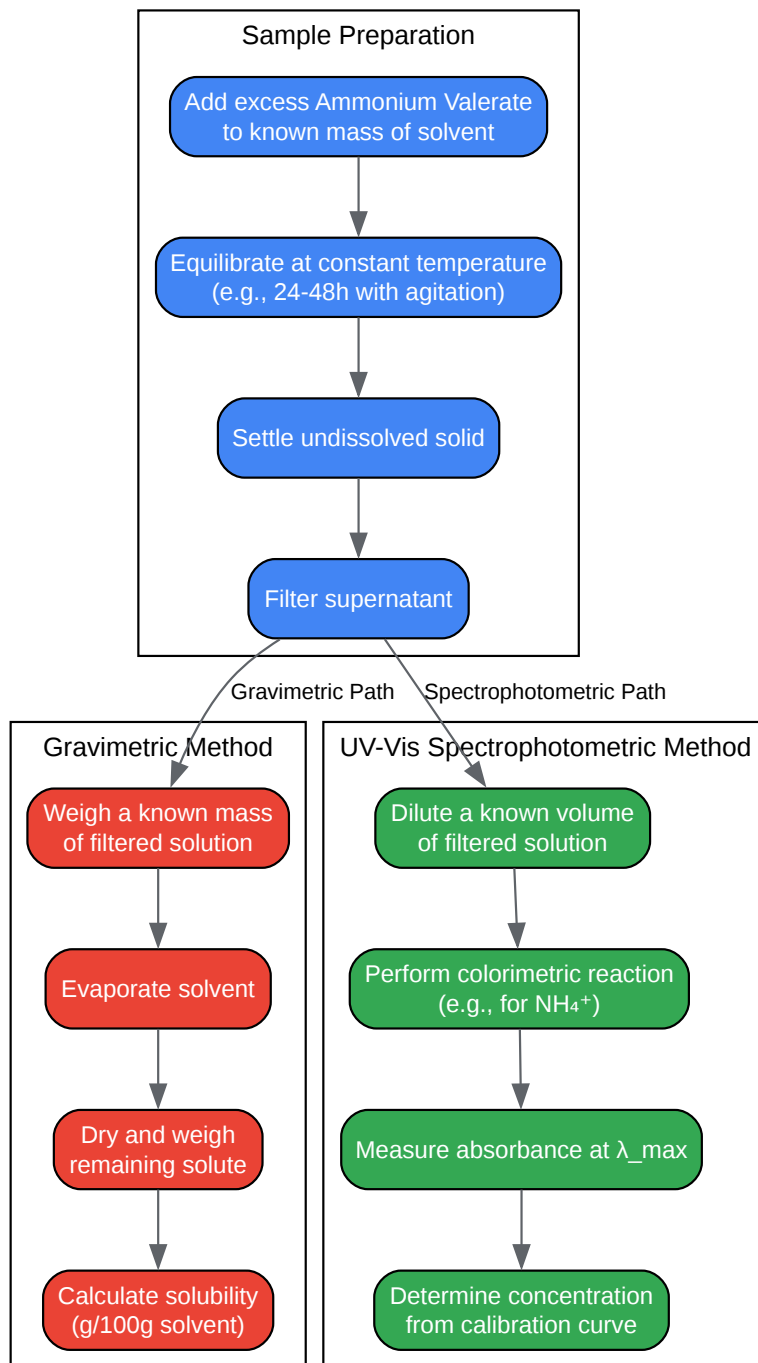 Sample Preparation
Add excess Ammonium Valerate
to known mass of solvent
Equilibrate at constant temperature
(e.g., 24-48h with agitation)
Settle undissolved solid
Filter supernatant
Gravimetric Path
Spectrophotometric Path
Gravimetric Method
Weigh a known mass
of filtered solution
Evaporate solvent
Dry and weigh
remaining solute
Calculate solubility
(g/100g solvent)
UV-Vis Spectrophotometric Method
Dilute a known volume
of filtered solution
Perform colorimetric reaction
(e.g., for NH₄⁺)
Measure absorbance at λ_max
Determine concentration
from calibration curve